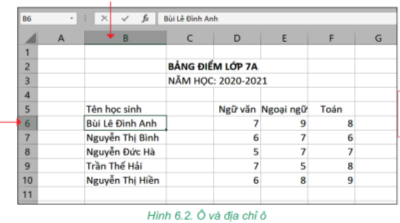 B6 fx Bùi Lê Đình Anh
A B C D E F G
1
2 BẢNG ĐIỂM LỚP 7A
3 NĂM HỌC: 2020-2021
4
5 Tên học sinh Ngữ văn Ngoại ngữ Toán
6 Bùi Lê Đình Anh 7 9 8
7 Nguyễn Thị Bình 6 7 6
8 Nguyễn Đức Hà 5 7 7
9 Trần Thế Hải 7 5 8
10 Nguyễn Thị Hiền 6 8 9
11
Hình 6.2. Ô và địa chỉ ô